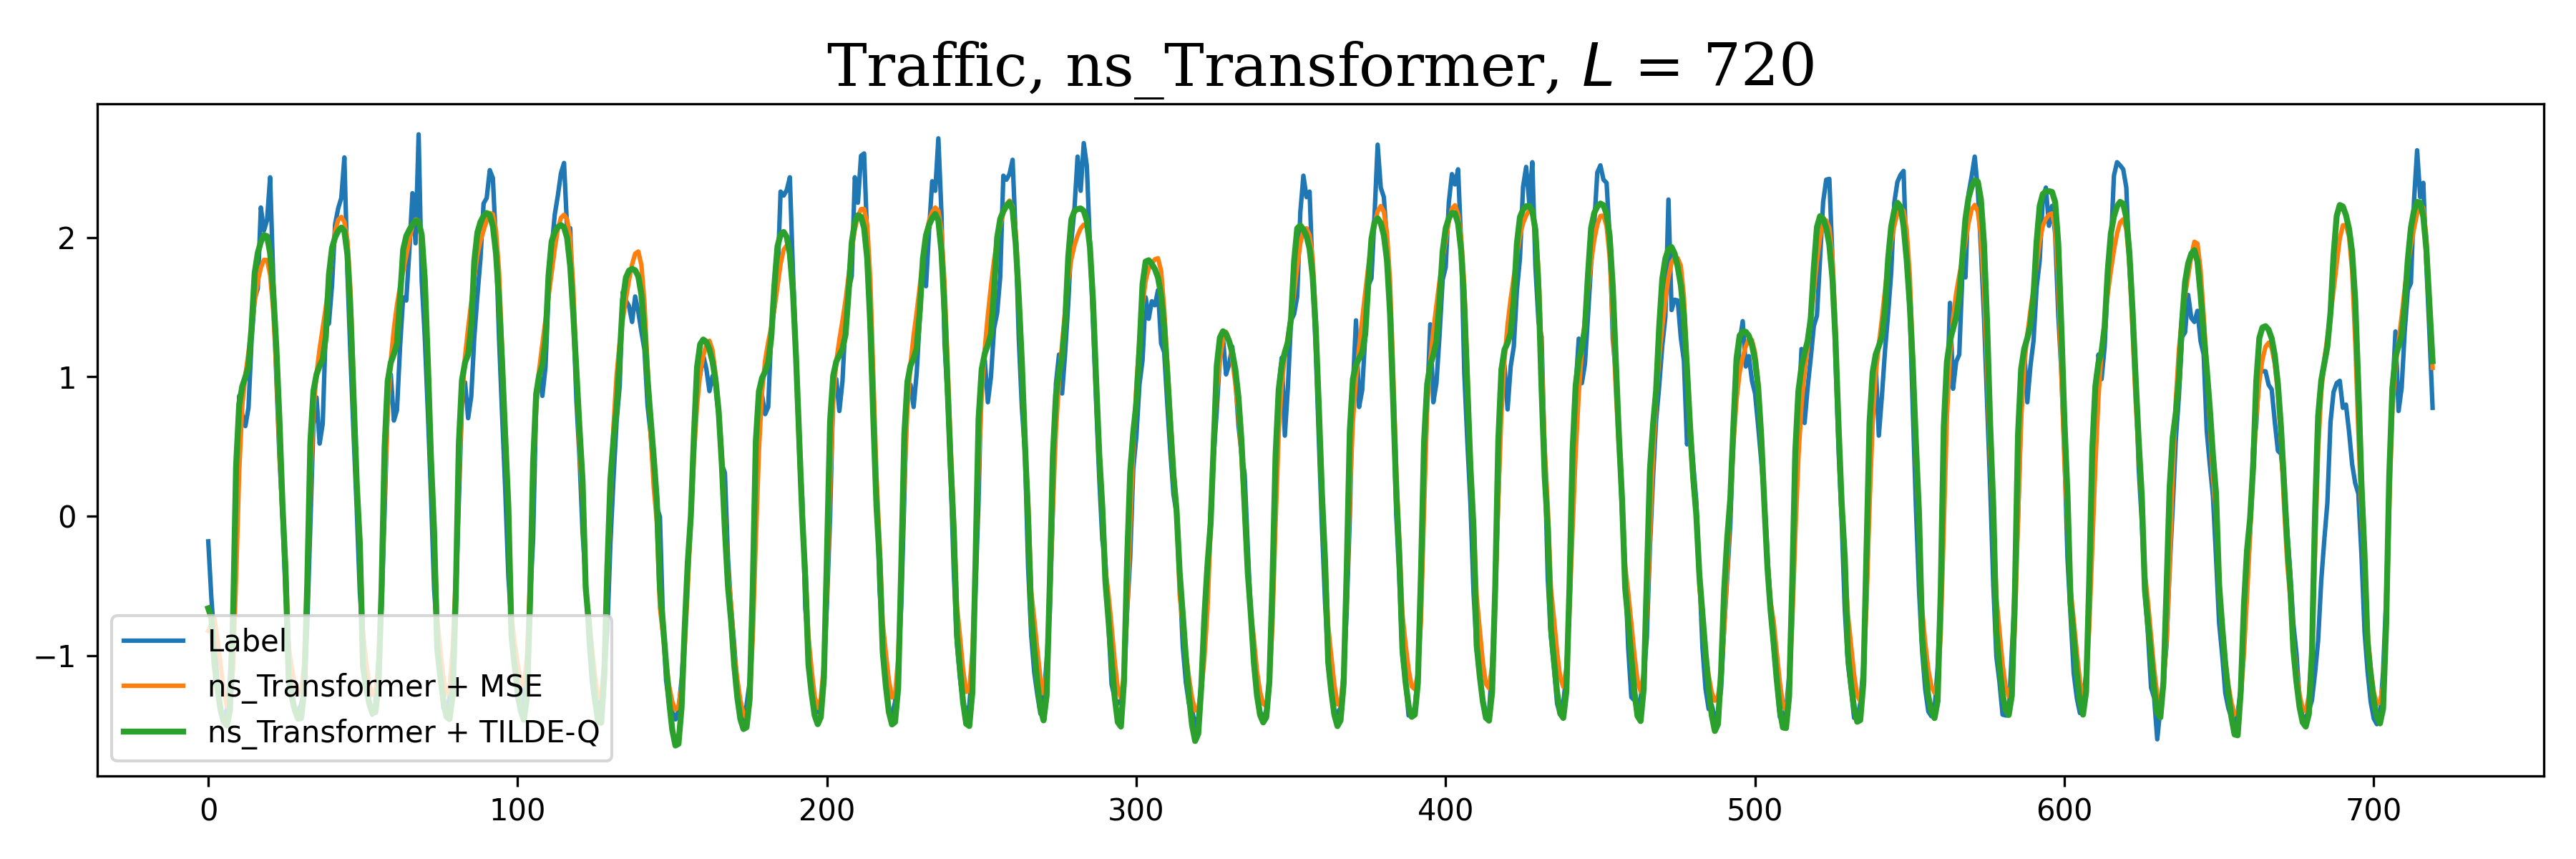 Traffic, ns_Transformer, L = 720
2
1
0
−1
Label
ns_Transformer + MSE
ns_Transformer + TILDE-Q
0 100 200 300 400 500 600 700